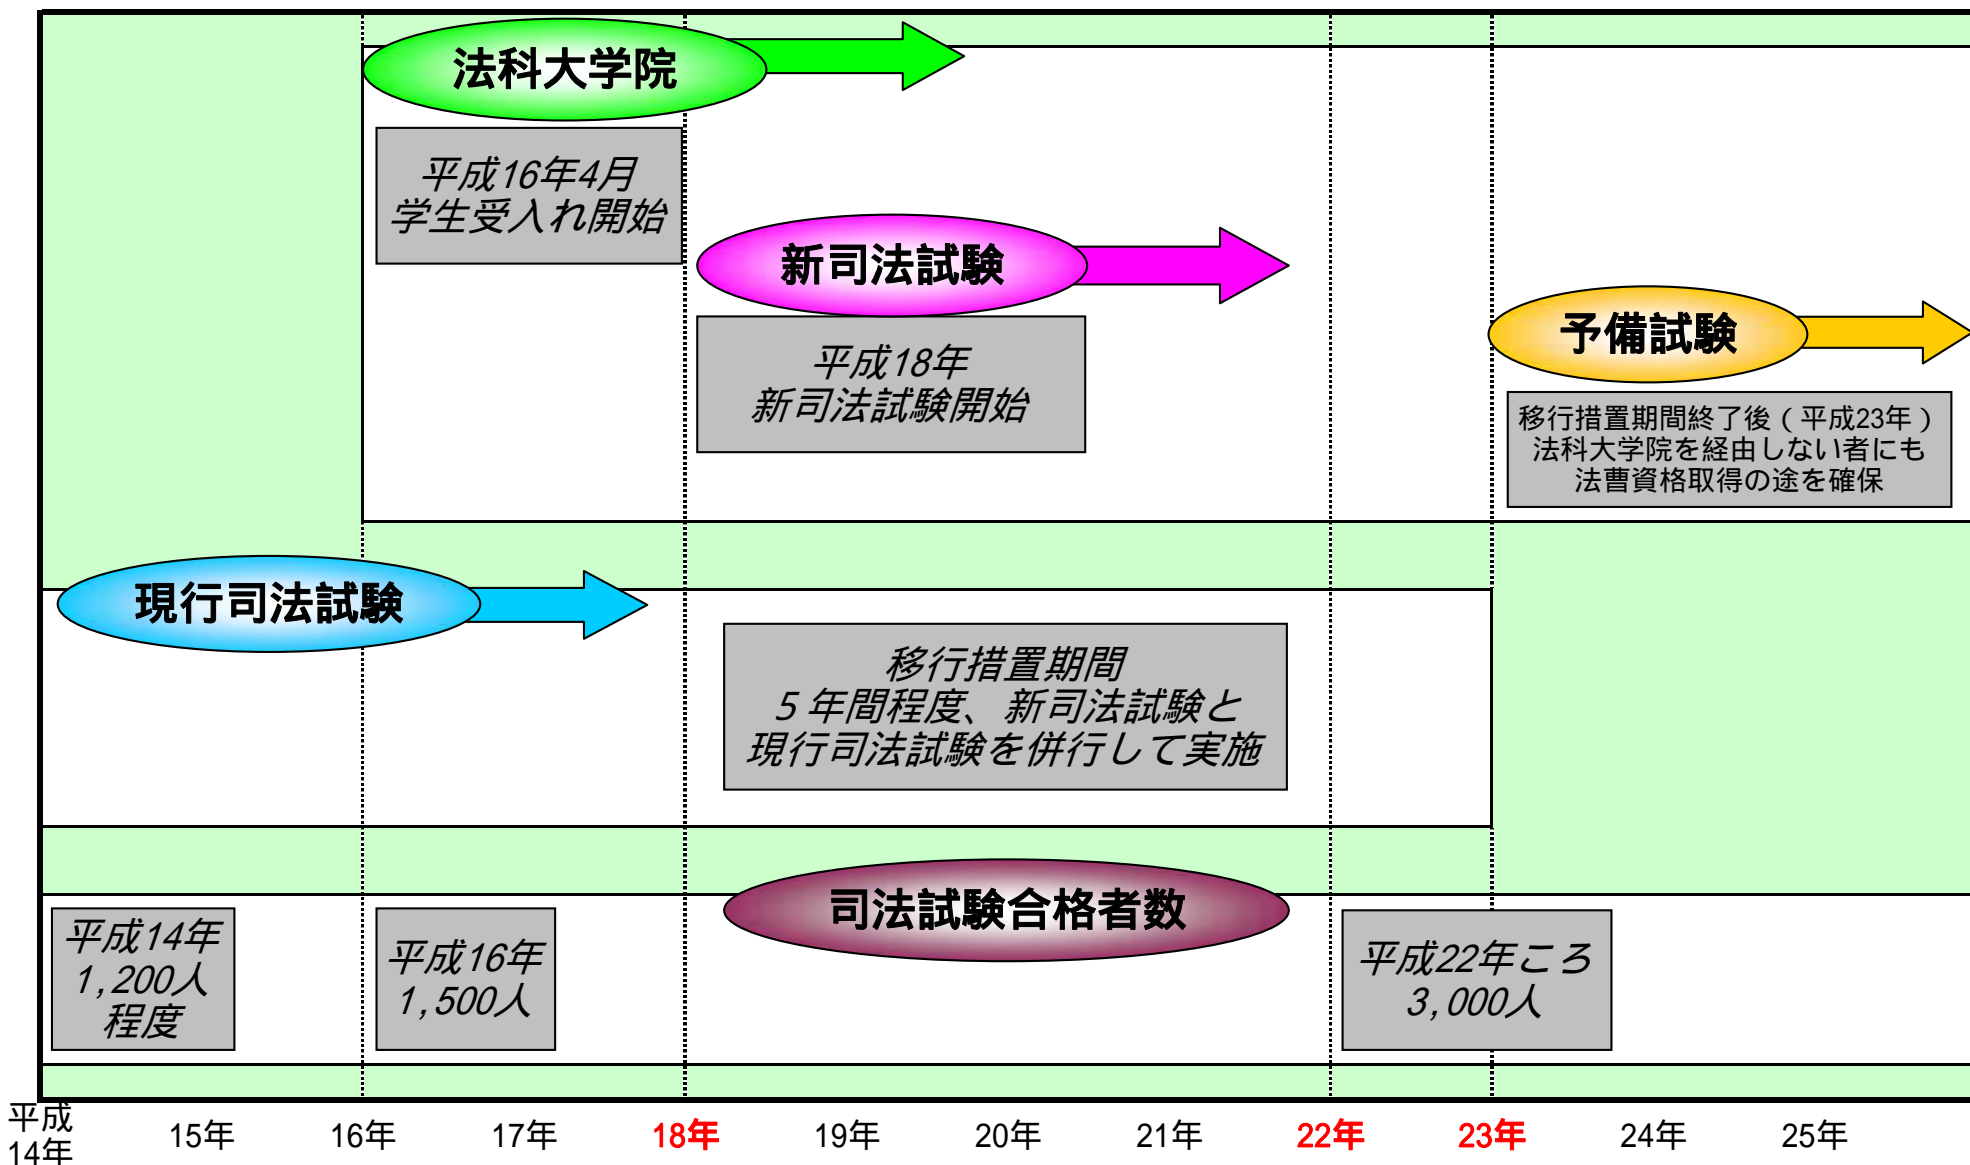 法科大学院
平成16年4月
学生受入れ開始
新司法試験
平成18年
新司法試験開始
予備試験
移行措置期間終了後（平成23年）
法科大学院を経由しない者にも
法曹資格取得の途を確保
現行司法試験
移行措置期間
５年間程度、新司法試験と
現行司法試験を併行して実施
司法試験合格者数
平成14年
1,200人
程度
平成16年
1,500人
平成22年ころ
3,000人
平成
14年
15年
16年
17年
18年
19年
20年
21年
22年
23年
24年
25年